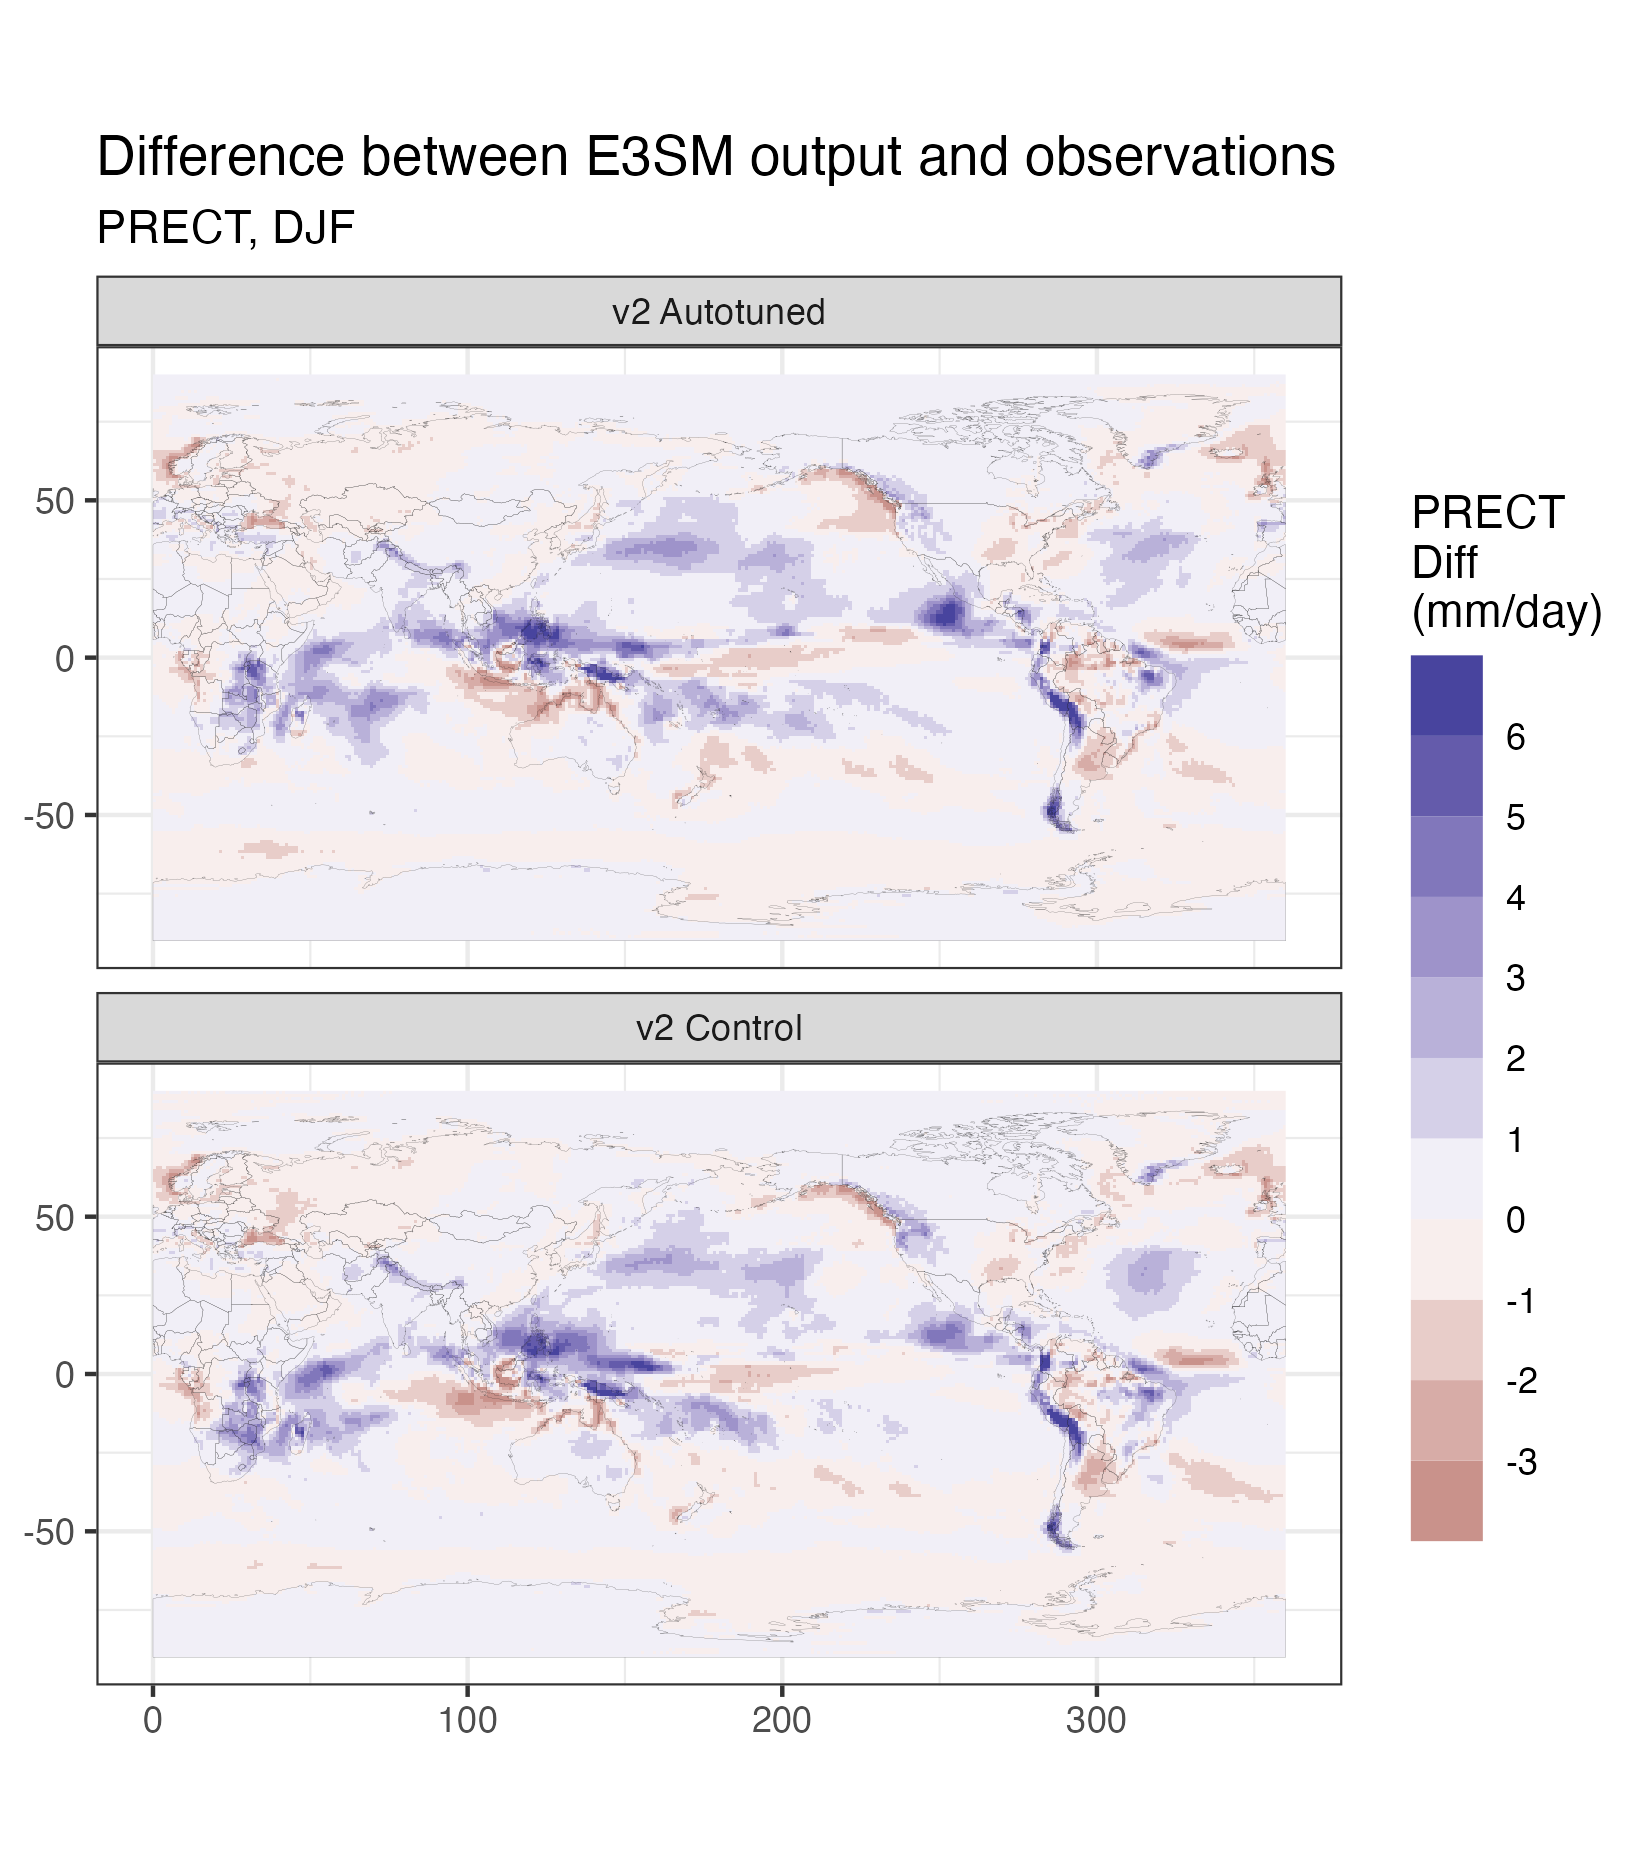 Difference between E3SM output and observations
PRECT, DJF
v2 Autotuned
50
0
-50
v2 Control
50
0
-50
0 100 200 300
PRECT
Diff
(mm/day)
6
5
4
3
2
1
0
-1
-2
-3